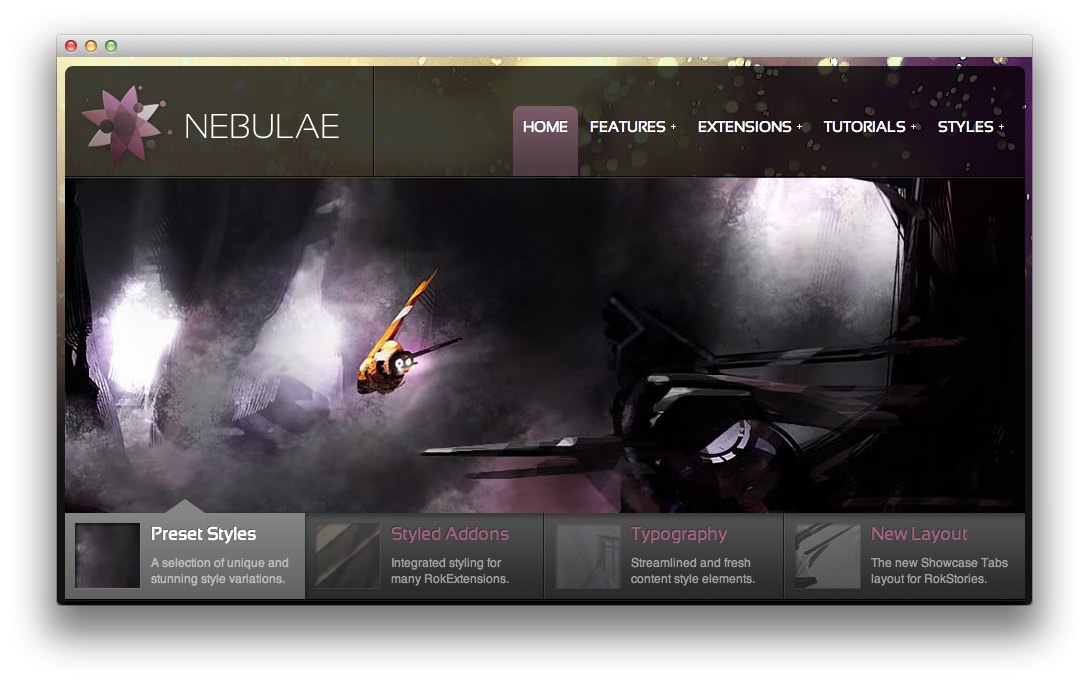 NEBULAE
HOME FEATURES + EXTENSIONS + TUTORIALS + STYLES +
Preset Styles
A selection of unique and
stunning style variations.
Styled Addons
Integrated styling for
many RokExtensions.
Typography
Streamlined and fresh
content style elements.
New Layout
The new Showcase Tabs
layout for RokStories.